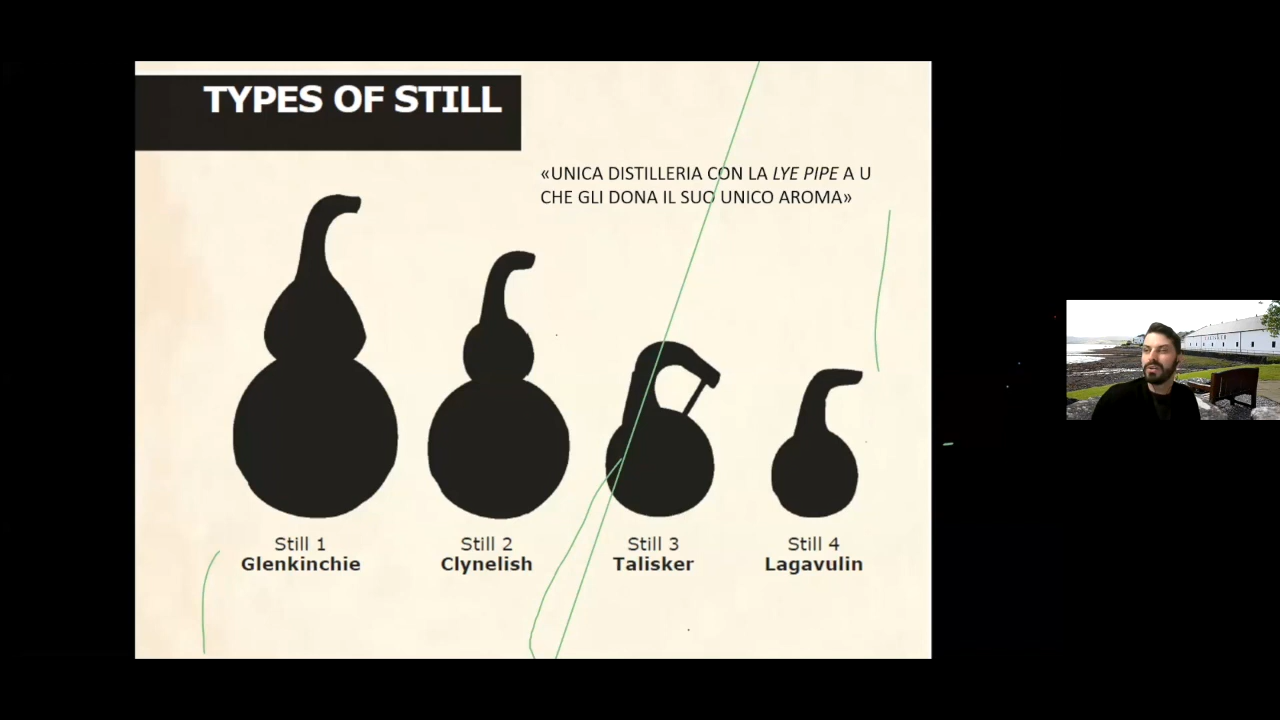 TYPES OF STILL
«UNICA DISTILLERIA CON LA LYE PIPE A U
CHE GLI DONA IL SUO UNICO AROMA»
Still 1
Glenkinchie
Still 2
Clynelish
Still 3
Talisker
Still 4
Lagavulin